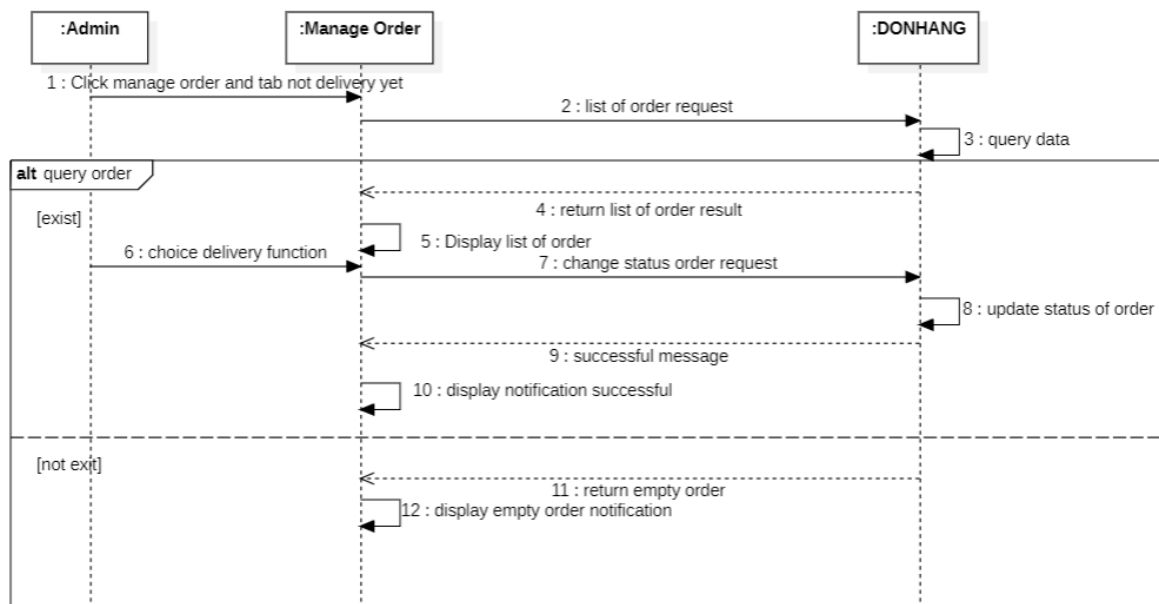 :Admin
:Manage Order
:DONHANG
1 : Click manage order and tab not delivery yet
2 : list of order request
3 : query data
alt query order
4 : return list of order result
[exist]
5 : Display list of order
6 : choice delivery function
7 : change status order request
8 : update status of order
9 : successful message
10 : display notification successful
[not exit]
11 : return empty order
12 : display empty order notification